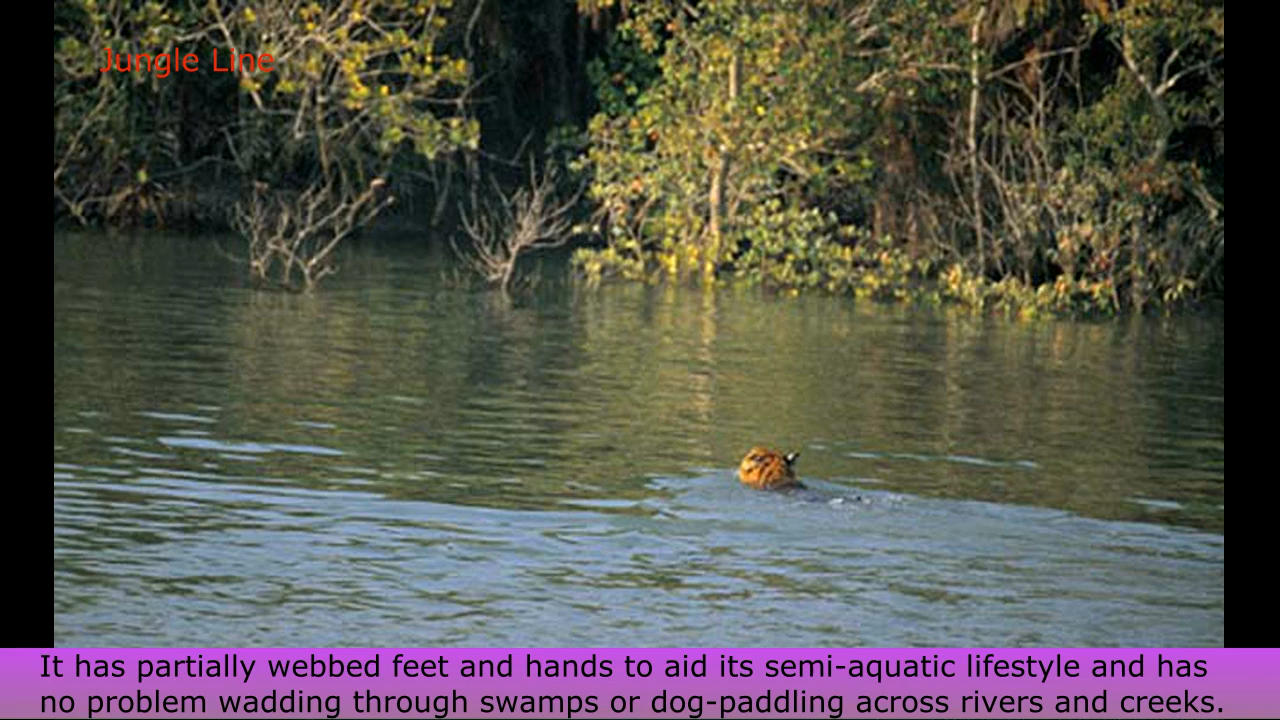 Jungle Line
It has partially webbed feet and hands to aid its semi-aquatic lifestyle and has
no problem wadding through swamps or dog-paddling across rivers and creeks.